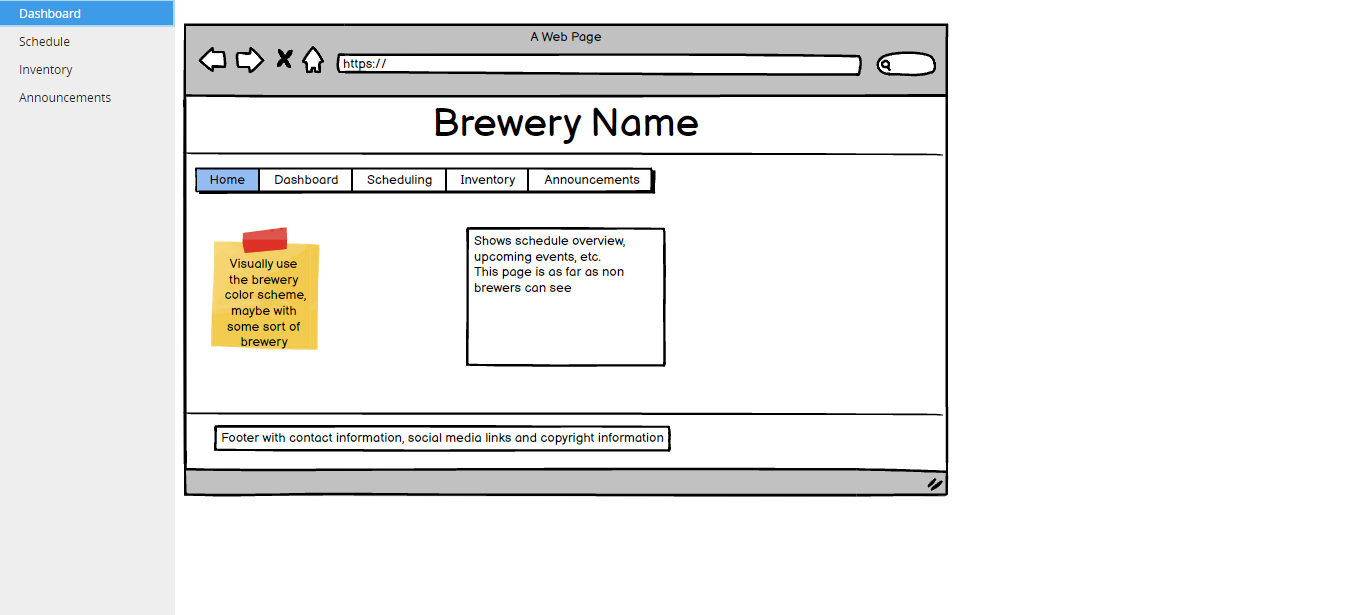 Dashboard
Schedule
Inventory
Announcements
A Web Page
https://
Brewery Name
Home Dashboard Scheduling Inventory Announcements
Visually use
the brewery
color scheme,
maybe with
some sort of
brewery
Shows schedule overview,
upcoming events, etc.
This page is as far as non
brewers can see
Footer with contact information, social media links and copyright information